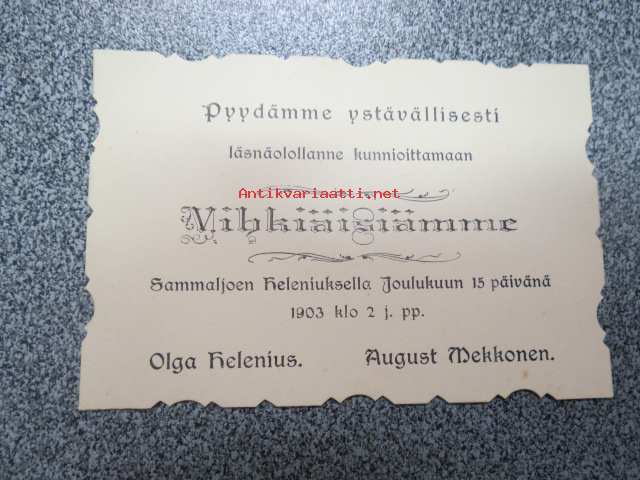 Pyydämme ystävällisesti
läsnäolollanne kunnioittamaan
Antikvariaatti.net
Vihkiäisiämme
Sammaljoen Heleniuksella Joulukuun 15 päivänä
1903 klo 2 j. pp.
Olga Helenius. August Mekkonen.